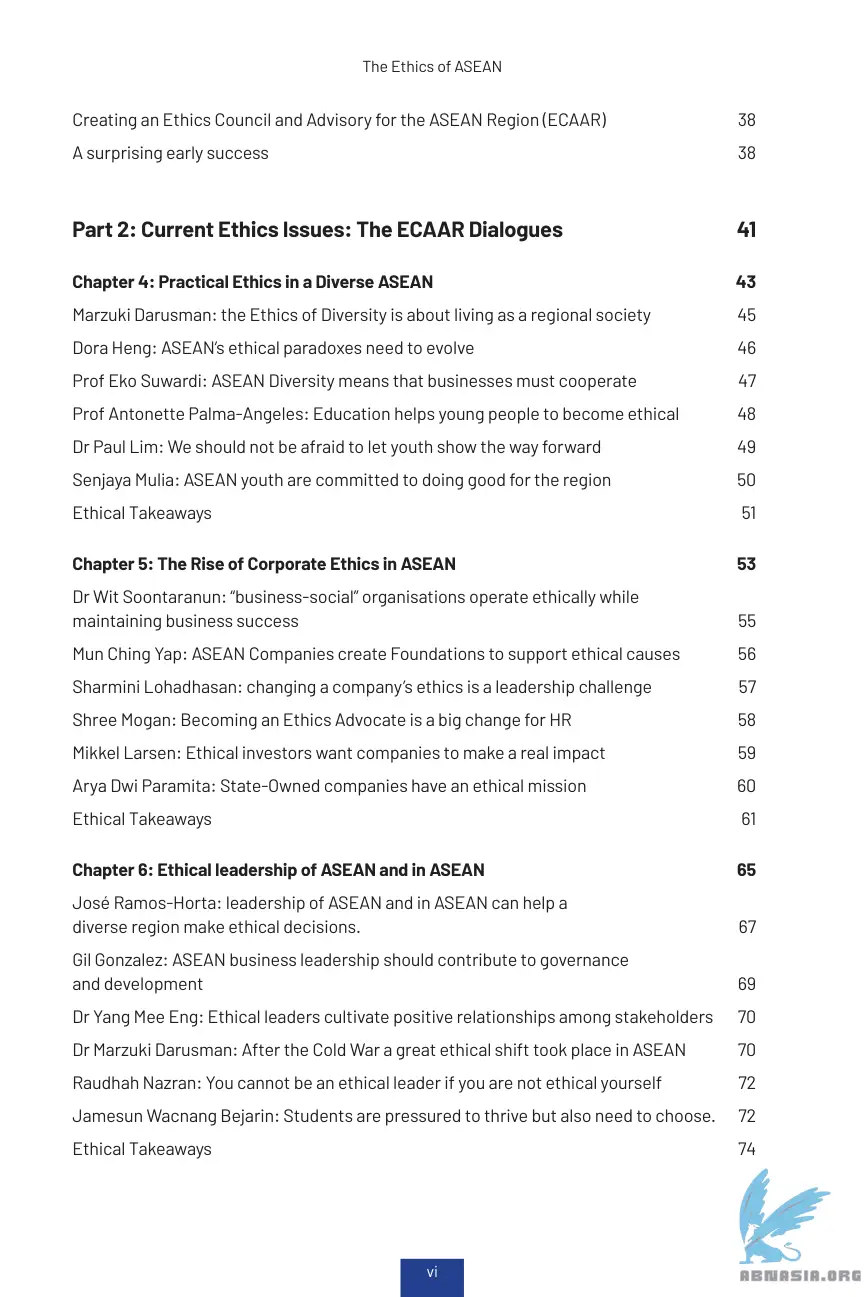 The Ethics of ASEAN
Creating an Ethics Council and Advisory for the ASEAN Region (ECAAR) 38
A surprising early success 38
Part 2: Current Ethics Issues: The ECAAR Dialogues 41
Chapter 4: Practical Ethics in a Diverse ASEAN 43
Marzuki Darusman: the Ethics of Diversity is about living as a regional society 45
Dora Heng: ASEAN’s ethical paradoxes need to evolve 46
Prof Eko Suwardi: ASEAN Diversity means that businesses must cooperate 47
Prof Antonette Palma-Angeles: Education helps young people to become ethical 48
Dr Paul Lim: We should not be afraid to let youth show the way forward 49
Senjaya Mulia: ASEAN youth are committed to doing good for the region 50
Ethical Takeaways 51
Chapter 5: The Rise of Corporate Ethics in ASEAN 53
Dr Wit Soontaranun: “business-social” organisations operate ethically while
maintaining business success 55
Mun Ching Yap: ASEAN Companies create Foundations to support ethical causes 56
Sharmini Lohadhasan: changing a company’s ethics is a leadership challenge 57
Shree Mogan: Becoming an Ethics Advocate is a big change for HR 58
Mikkel Larsen: Ethical investors want companies to make a real impact 59
Arya Dwi Paramita: State-Owned companies have an ethical mission 60
Ethical Takeaways 61
Chapter 6: Ethical leadership of ASEAN and in ASEAN 65
José Ramos-Horta: leadership of ASEAN and in ASEAN can help a
diverse region make ethical decisions. 67
Gil Gonzalez: ASEAN business leadership should contribute to governance
and development 69
Dr Yang Mee Eng: Ethical leaders cultivate positive relationships among stakeholders 70
Dr Marzuki Darusman: After the Cold War a great ethical shift took place in ASEAN 70
Raudhah Nazran: You cannot be an ethical leader if you are not ethical yourself 72
Jamesun Wacnang Bejarin: Students are pressured to thrive but also need to choose. 72
Ethical Takeaways 74
vi
ABNASIA.ORG